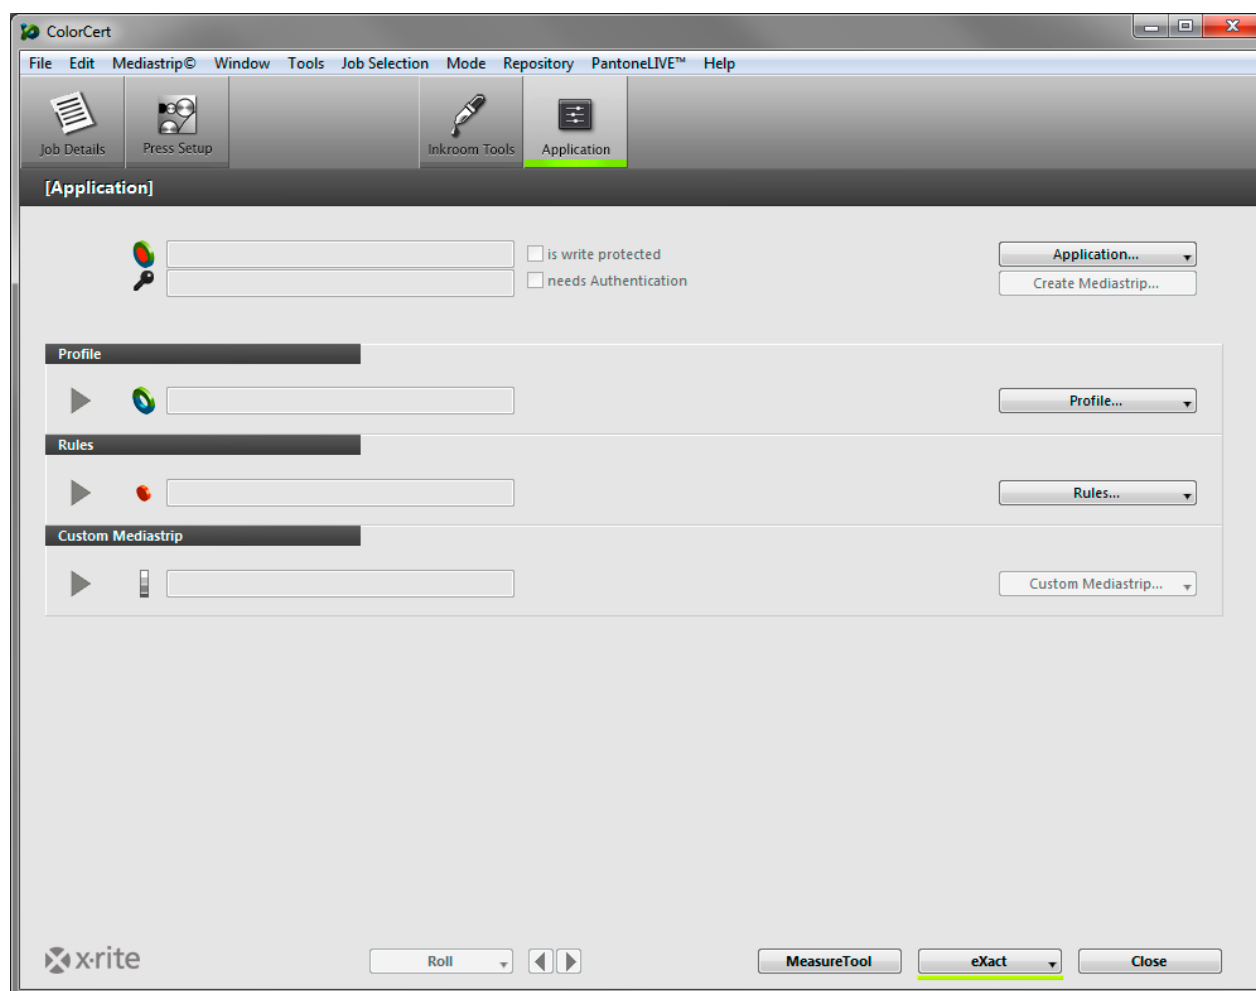 ColorCert
File Edit Mediastrip© Window Tools Job Selection Mode Repository PantoneLIVE™ Help
Job Details Press Setup Inkroom Tools Application
[Application]
is write protected Application...
needs Authentication Create Mediastrip...
Profile
Profile...
Rules
Rules...
Custom Mediastrip
Custom Mediastrip...
x·rite Roll MeasureTool eXact Close